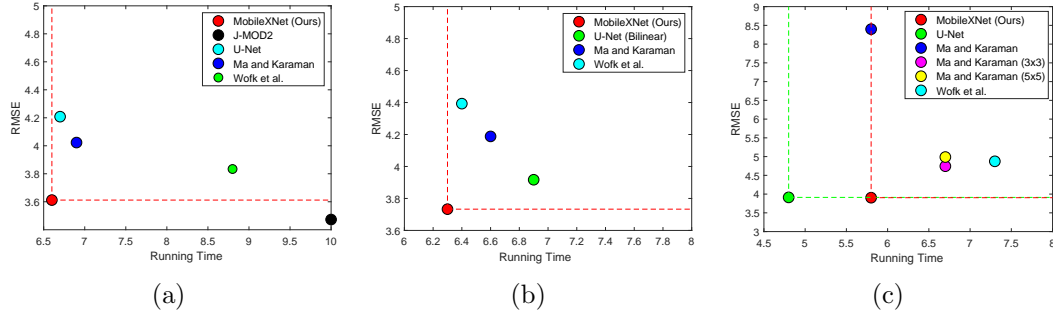 5
4.8
4.6
4.4
4.2
4
3.8
3.6
RMSE
6.5 7 7.5 8 8.5 9 9.5 10
Running Time
MobileXNet (Ours)
J-MOD2
U-Net
Ma and Karaman
Wofk et al.
(a)
5
4.8
4.6
4.4
4.2
4
3.8
3.6
RMSE
6 6.2 6.4 6.6 6.8 7 7.2 7.4 7.6 7.8 8
Running Time
MobileXNet (Ours)
U-Net (Bilinear)
Ma and Karaman
Wofk et al.
(b)
9
8.5
8
7.5
7
6.5
6
5.5
5
4.5
4
3.5
3
RMSE
4.5 5 5.5 6 6.5 7 7.5 8
Running Time
MobileXNet (Ours)
U-Net
Ma and Karaman
Ma and Karaman (3x3)
Ma and Karaman (5x5)
Wofk et al.
(c)